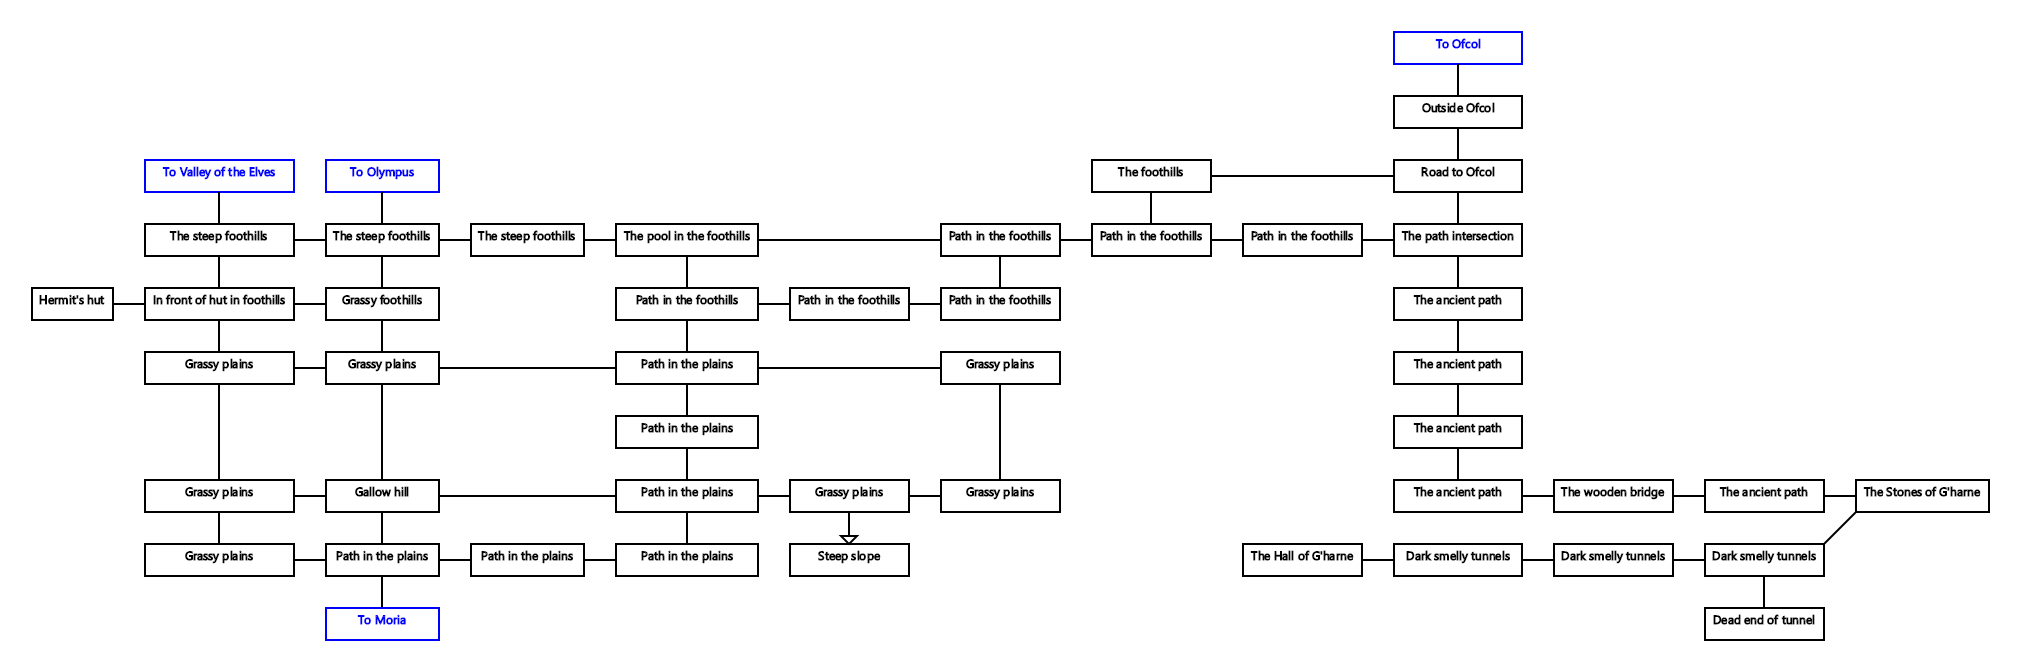 To Ofcol
Outside Ofcol
To Valley of the Elves
To Olympus
The foothills
Road to Ofcol
The steep foothills
The steep foothills
The steep foothills
The pool in the foothills
Path in the foothills
Path in the foothills
Path in the foothills
The path intersection
Hermit's hut
In front of hut in foothills
Grassy foothills
Path in the foothills
Path in the foothills
Path in the foothills
The ancient path
Grassy plains
Grassy plains
Path in the plains
Grassy plains
The ancient path
Path in the plains
The ancient path
Grassy plains
Gallow hill
Path in the plains
Grassy plains
Grassy plains
The ancient path
The wooden bridge
The ancient path
The Stones of G'harne
Grassy plains
Path in the plains
Path in the plains
Path in the plains
Steep slope
The Hall of G'harne
Dark smelly tunnels
Dark smelly tunnels
Dark smelly tunnels
To Moria
Dead end of tunnel